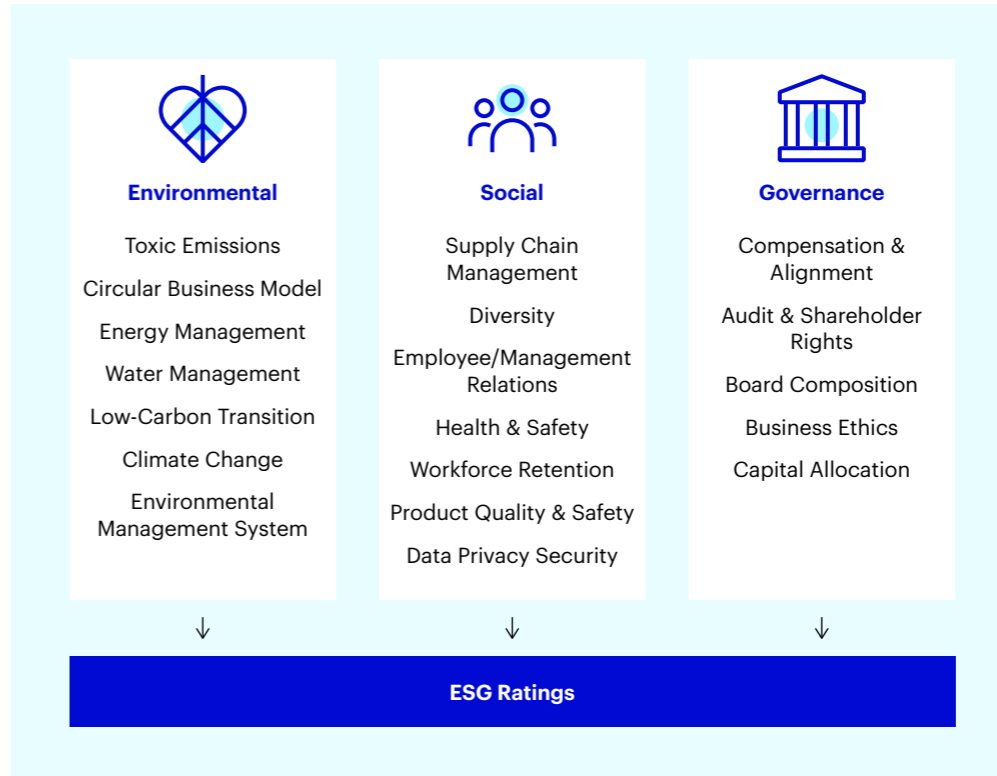 Environmental
Toxic Emissions
Circular Business Model
Energy Management
Water Management
Low-Carbon Transition
Climate Change
Environmental
Management System
Social
Supply Chain
Management
Diversity
Employee/Management
Relations
Health & Safety
Workforce Retention
Product Quality & Safety
Data Privacy Security
Governance
Compensation &
Alignment
Audit & Shareholder
Rights
Board Composition
Business Ethics
Capital Allocation
ESG Ratings